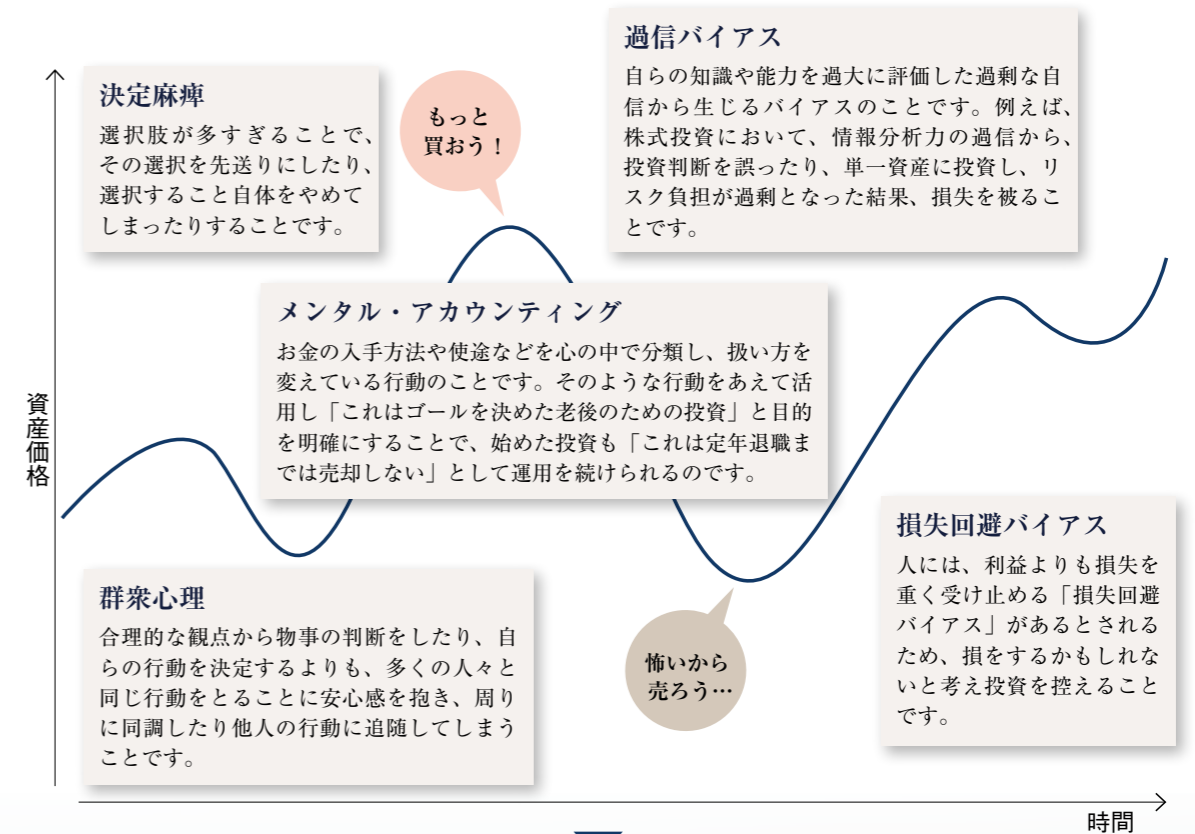 過信バイアス
自らの知識や能力を過大に評価した過剰な自
信から生じるバイアスのことです。例えば、
株式投資において、情報分析力の過信から、
投資判断を誤ったり、単一資産に投資し、リ
スク負担が過剰となった結果、損失を被るこ
とです。
決定麻痺
選択肢が多すぎることで、
その選択を先送りにしたり、
選択すること自体をやめて
しまったりすることです。
もっと
買おう！
メンタル・アカウンティング
お金の入手方法や使途などを心の中で分類し、扱い方を
変えている行動のことです。そのような行動をあえて活
用し「これはゴールを決めた老後のための投資」と目的
を明確にすることで、始めた投資も「これは定年退職ま
では売却しない」として運用を続けられるのです。
資産価格
損失回避バイアス
人には、利益よりも損失を
重く受け止める「損失回避
バイアス」があるとされる
ため、損をするかもしれな
いと考え投資を控えること
です。
群衆心理
合理的な観点から物事の判断をしたり、自
らの行動を決定するよりも、多くの人々と
同じ行動をとることに安心感を抱き、周り
に同調したり他人の行動に追随してしまう
ことです。
怖いから
売ろう…
時間